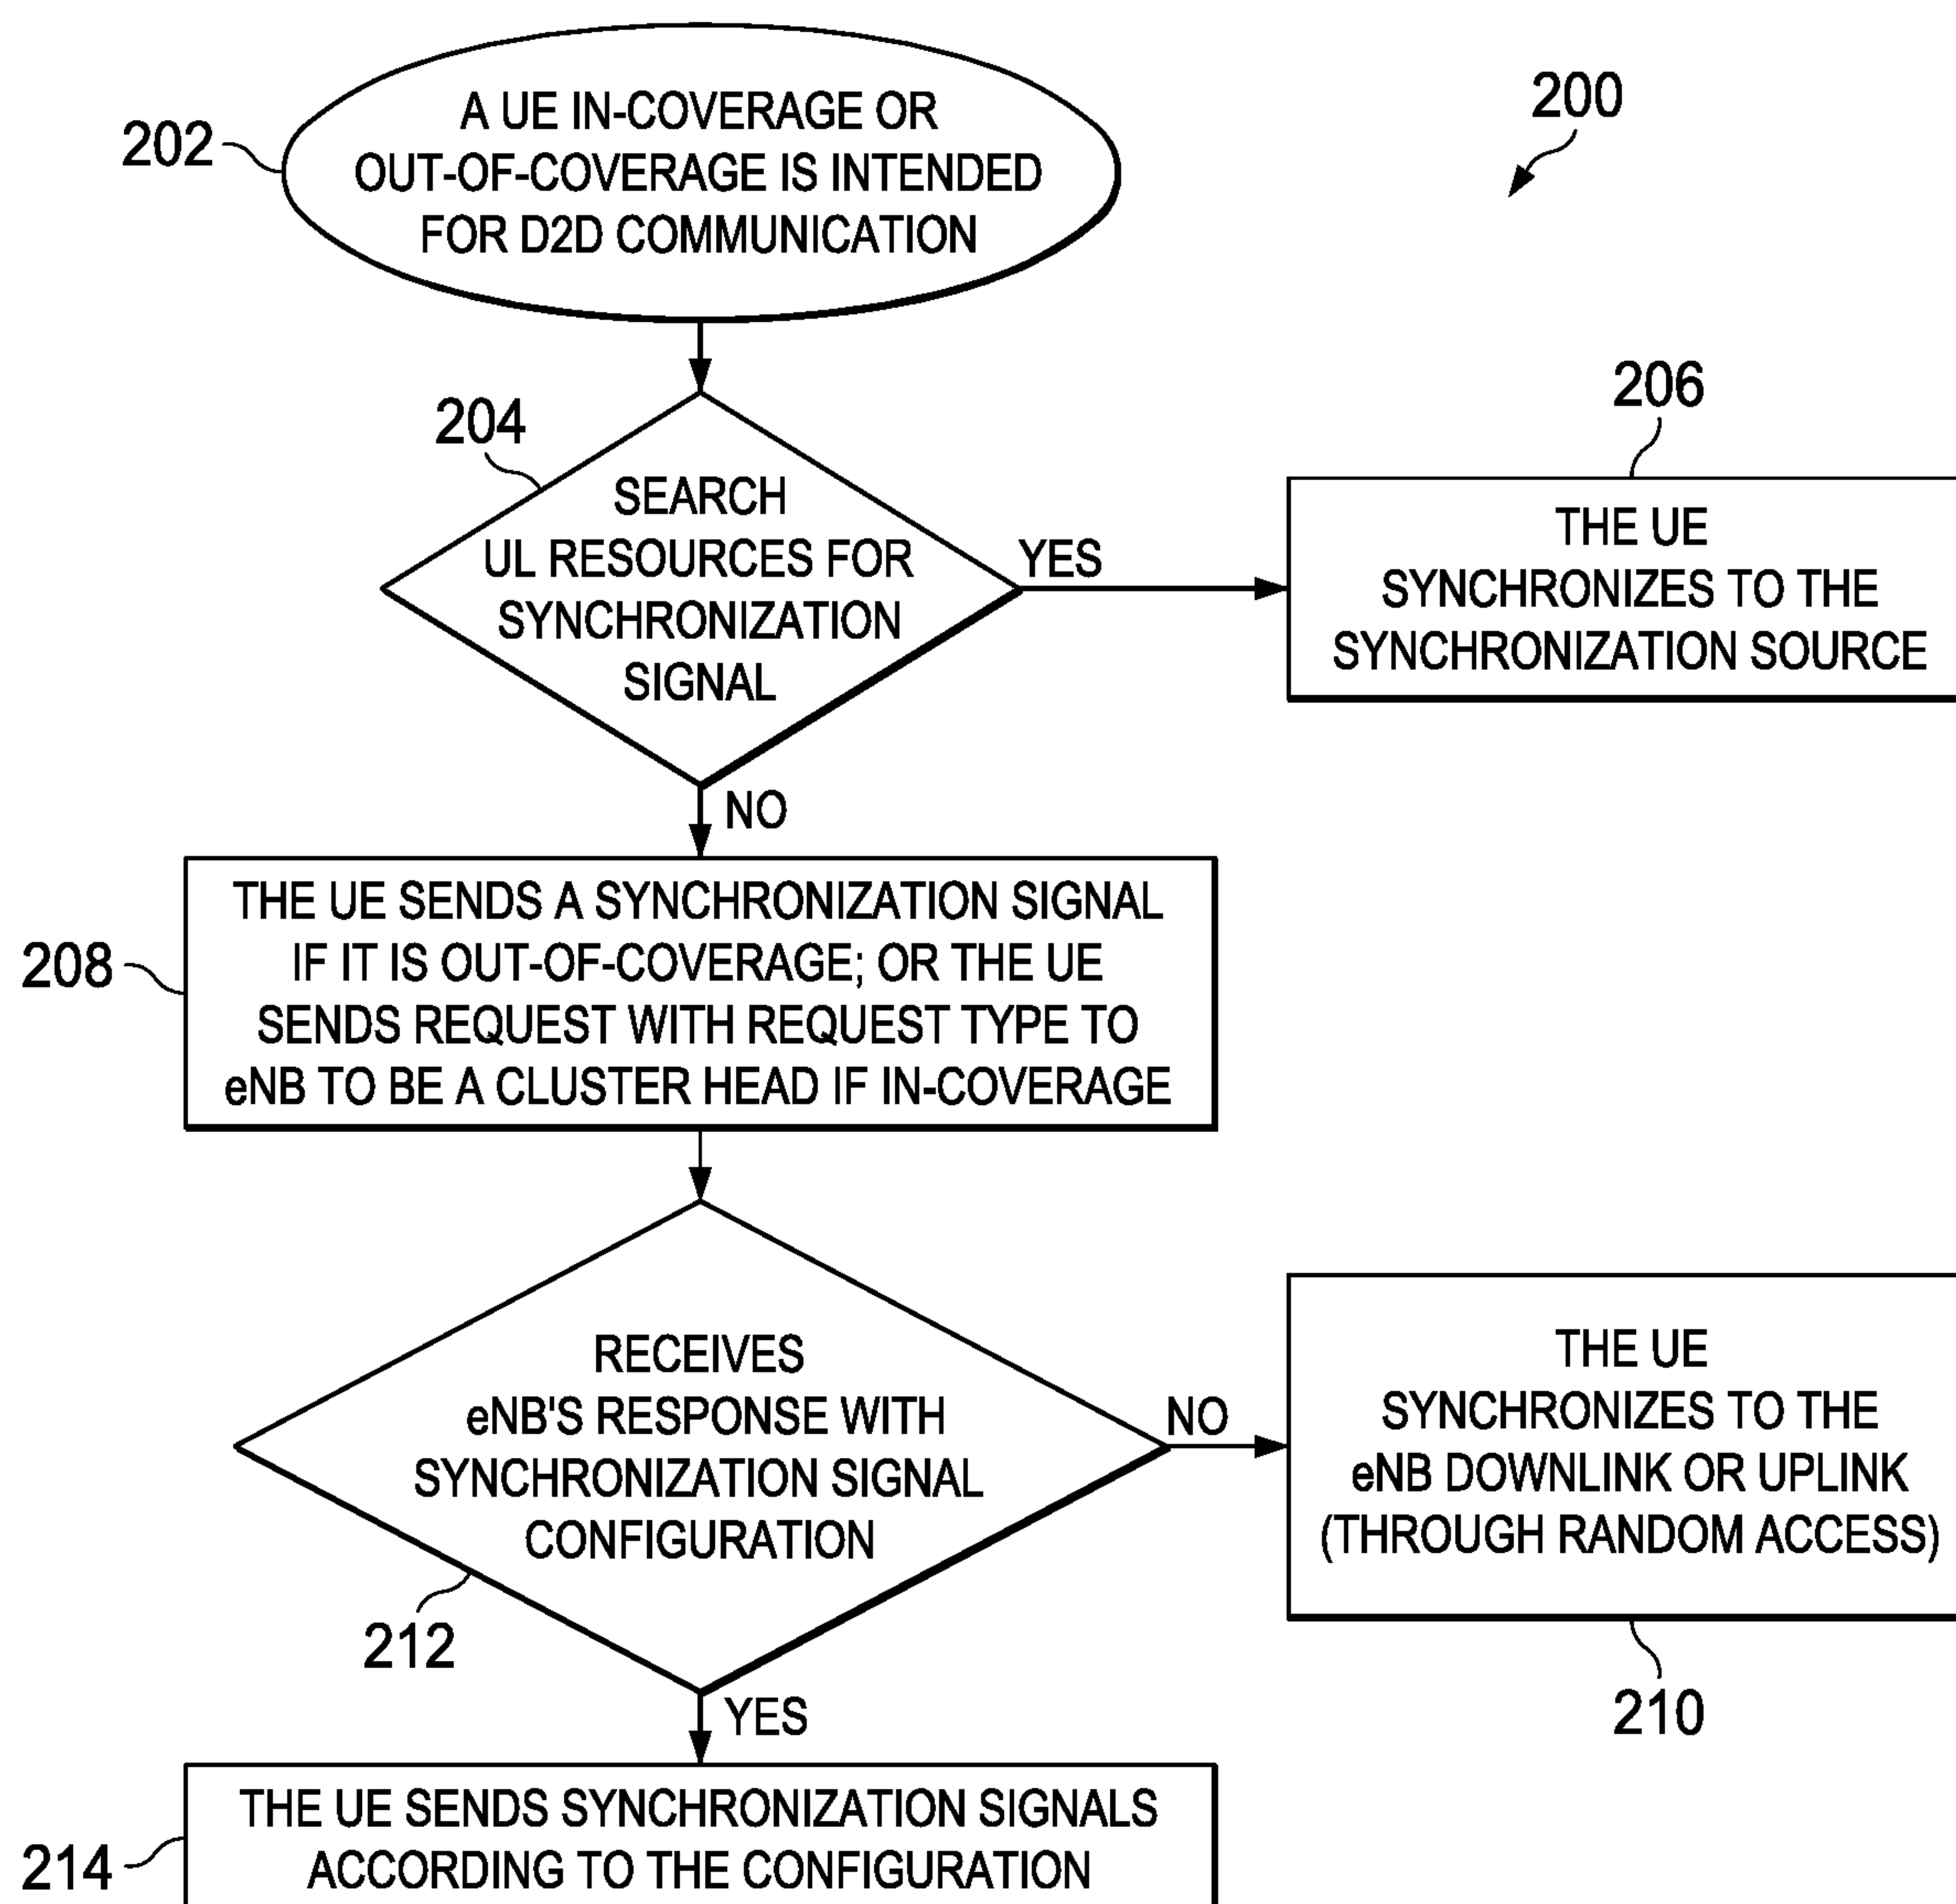 200
202
A UE IN-COVERAGE OR
OUT-OF-COVERAGE IS INTENDED
FOR D2D COMMUNICATION
204
SEARCH
UL RESOURCES FOR
SYNCHRONIZATION
SIGNAL
YES
206
THE UE
SYNCHRONIZES TO THE
SYNCHRONIZATION SOURCE
NO
208
THE UE SENDS A SYNCHRONIZATION SIGNAL
IF IT IS OUT-OF-COVERAGE; OR THE UE
SENDS REQUEST WITH REQUEST TYPE TO
eNB TO BE A CLUSTER HEAD IF IN-COVERAGE
RECEIVES
eNB'S RESPONSE WITH
SYNCHRONIZATION SIGNAL
CONFIGURATION
212
NO
THE UE
SYNCHRONIZES TO THE
eNB DOWNLINK OR UPLINK
(THROUGH RANDOM ACCESS)
210
YES
214
THE UE SENDS SYNCHRONIZATION SIGNALS
ACCORDING TO THE CONFIGURATION